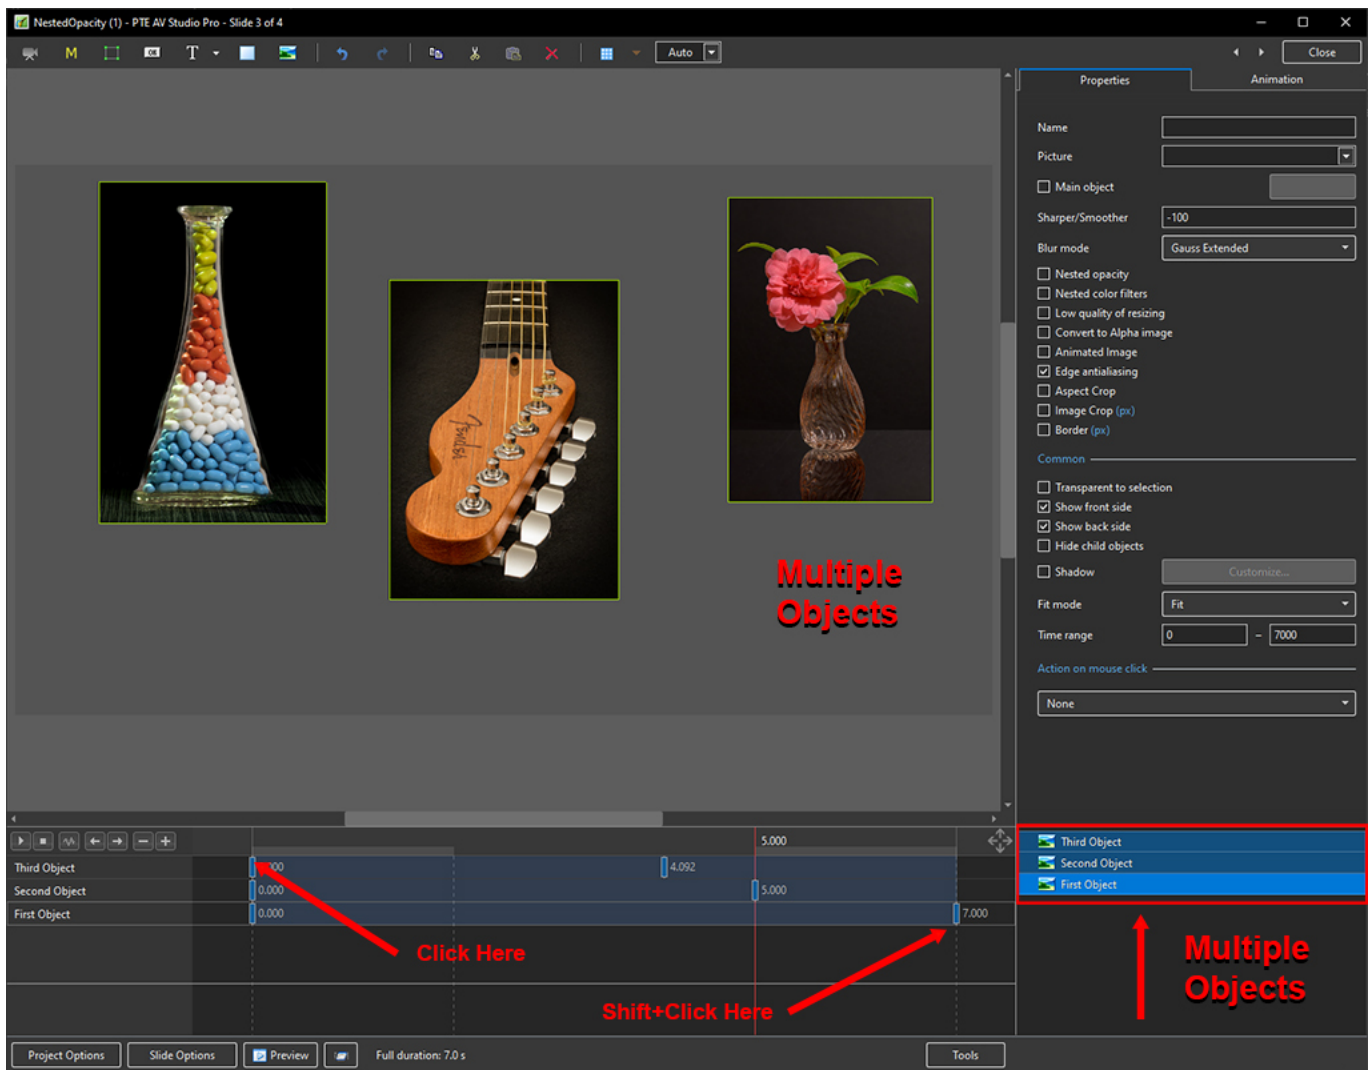 NestedOpacity (1) - PTE AV Studio Pro - Slide 3 of 4
M OK T Auto Close
Properties Animation
Name
Picture
Main object
Sharper/Smoother -100
Blur mode Gauss Extended
Nested opacity
Nested color filters
Low quality of resizing
Convert to Alpha image
Animated Image
Edge antialiasing
Aspect Crop
Image Crop (px)
Border (px)
Common
Transparent to selection
Show front side
Show back side
Hide child objects
Shadow Customize...
Fit mode Fit
Time range 0 - 7000
Action on mouse click
None
Fender
Multiple
Objects
5.000
Third Object 4.092
Second Object 0.000 5.000
First Object 0.000 7.000
Click Here
Shift+Click Here
Third Object
Second Object
First Object
Multiple
Objects
Project Options Slide Options Preview Full duration: 7.0 s Tools